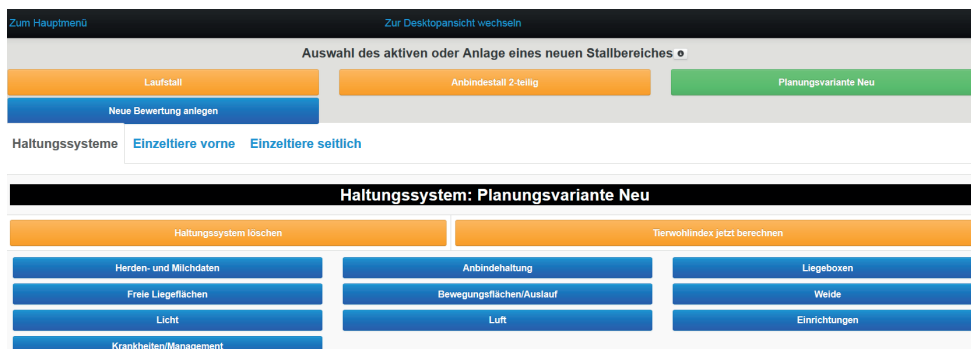 Zum Hauptmenü Zur Desktopansicht wechseln
Auswahl des aktiven oder Anlage eines neuen Stallbereiches
Laufstall Anbindestall 2-teilig Planungsvariante Neu
Neue Bewertung anlegen
Haltungssysteme Einzeltiere vorne Einzeltiere seitlich
Haltungssystem: Planungsvariante Neu
Haltungssystem löschen Tierwohlindex jetzt berechnen
Herden- und Milchdaten Anbindehaltung Liegeboxen
Freie Liegeflächen Bewegungsflächen/Auslauf Weide
Licht Luft Einrichtungen
Krankheiten/Management